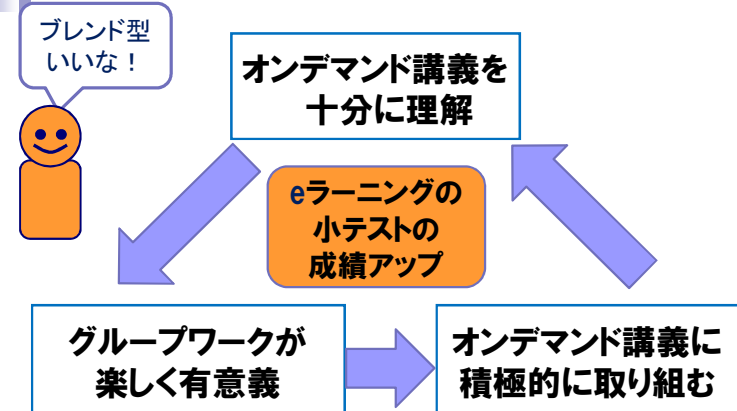 ブレンド型
いいな！
オンデマンド講義を
十分に理解
eラーニングの
小テストの
成績アップ
グループワークが
楽しく有意義
オンデマンド講義に
積極的に取り組む